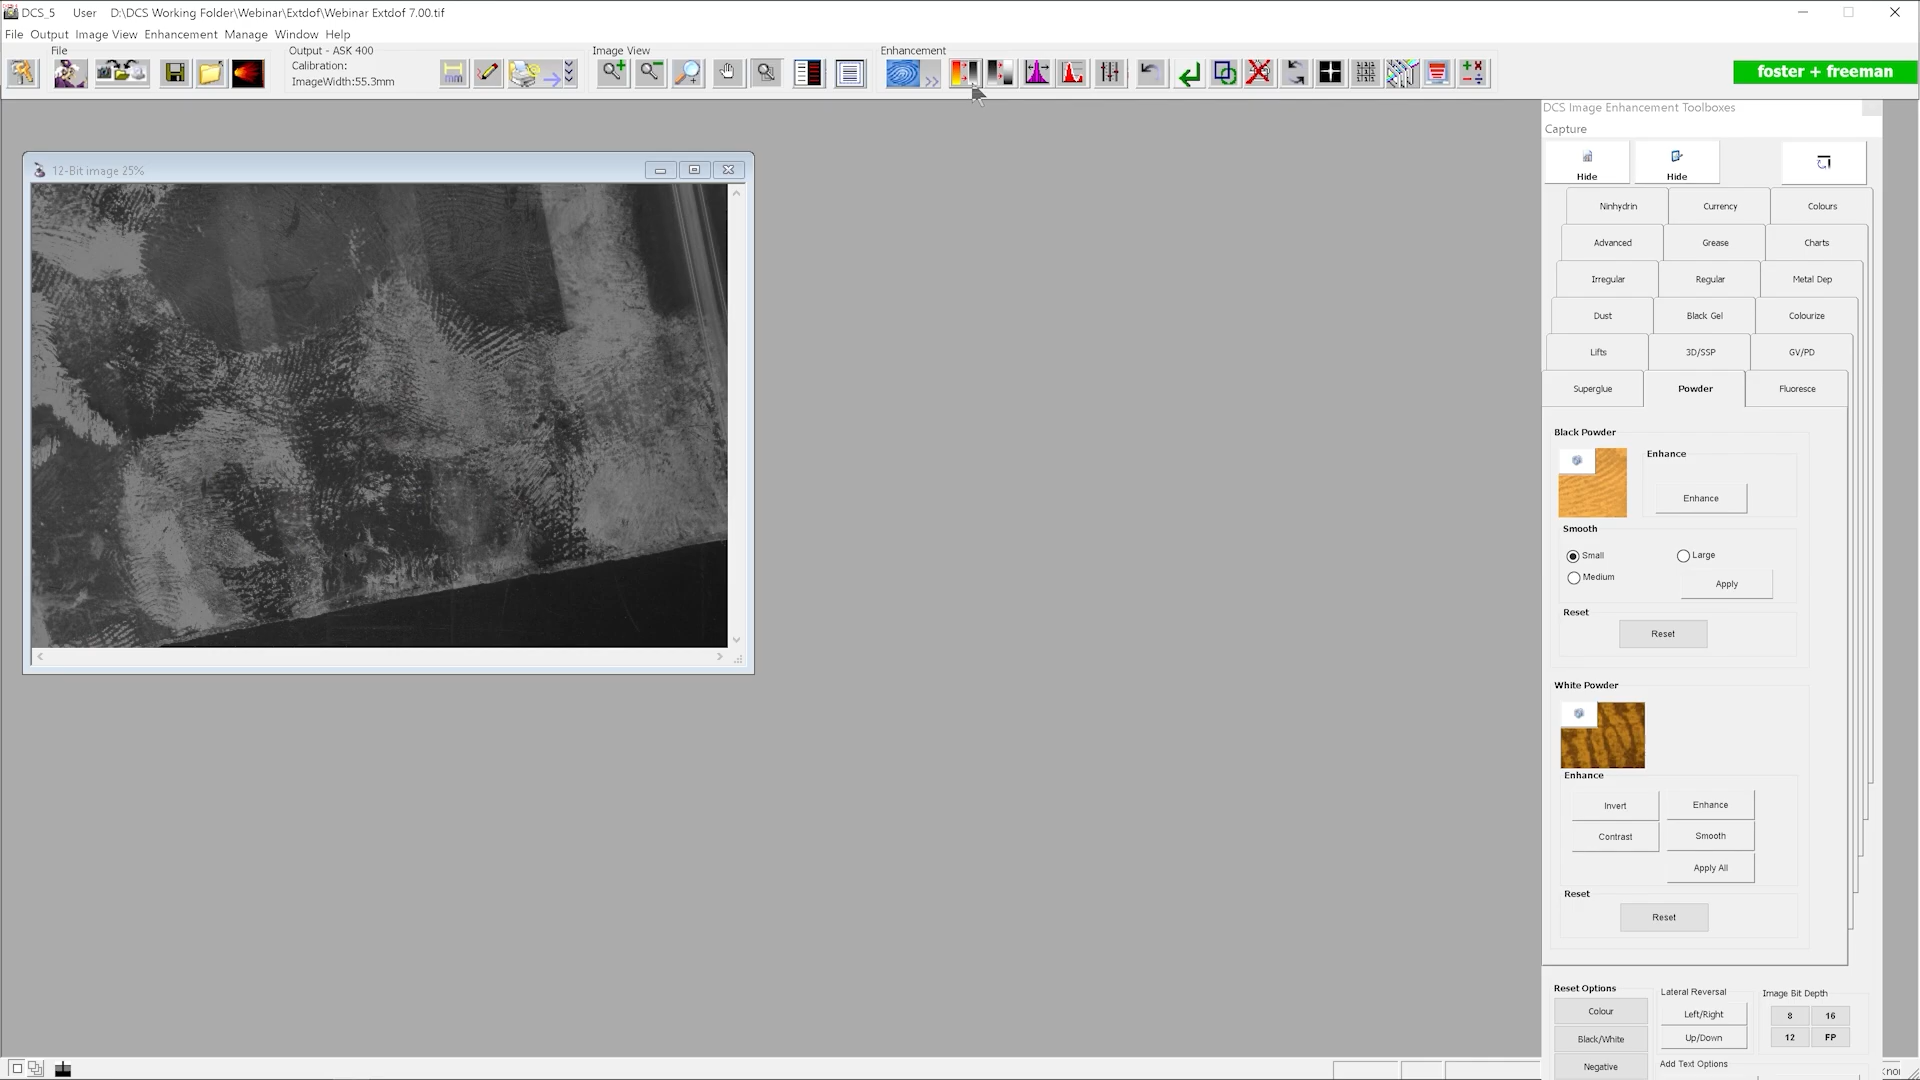 DCS_5 User D:\DCS Working Folder\Webinar\Extdof\Webinar Extdof 7.00.tif
File Output Image View Enhancement Manage Window Help
File
Output - ASK 400
Calibration:
ImageWidth:55.3mm
Image View
Enhancement
foster + freeman
12-Bit image 25%
DCS Image Enhancement Toolboxes
Capture
Hide Hide
Ninhydrin Currency Colours
Advanced Grease Charts
Irregular Regular Metal Dep
Dust Black Gel Colourize
Lifts 3D/SSP GV/PD
Superglue Powder Fluoresce
Black Powder
Enhance
Enhance
Smooth
Small Large
Medium Apply
Reset
Reset
White Powder
Enhance
Invert Enhance
Contrast Smooth
Apply All
Reset
Reset
Reset Options Lateral Reversal Image Bit Depth
Colour Left/Right 8 16
Black/White Up/Down 12 FP
Negative Add Text Options